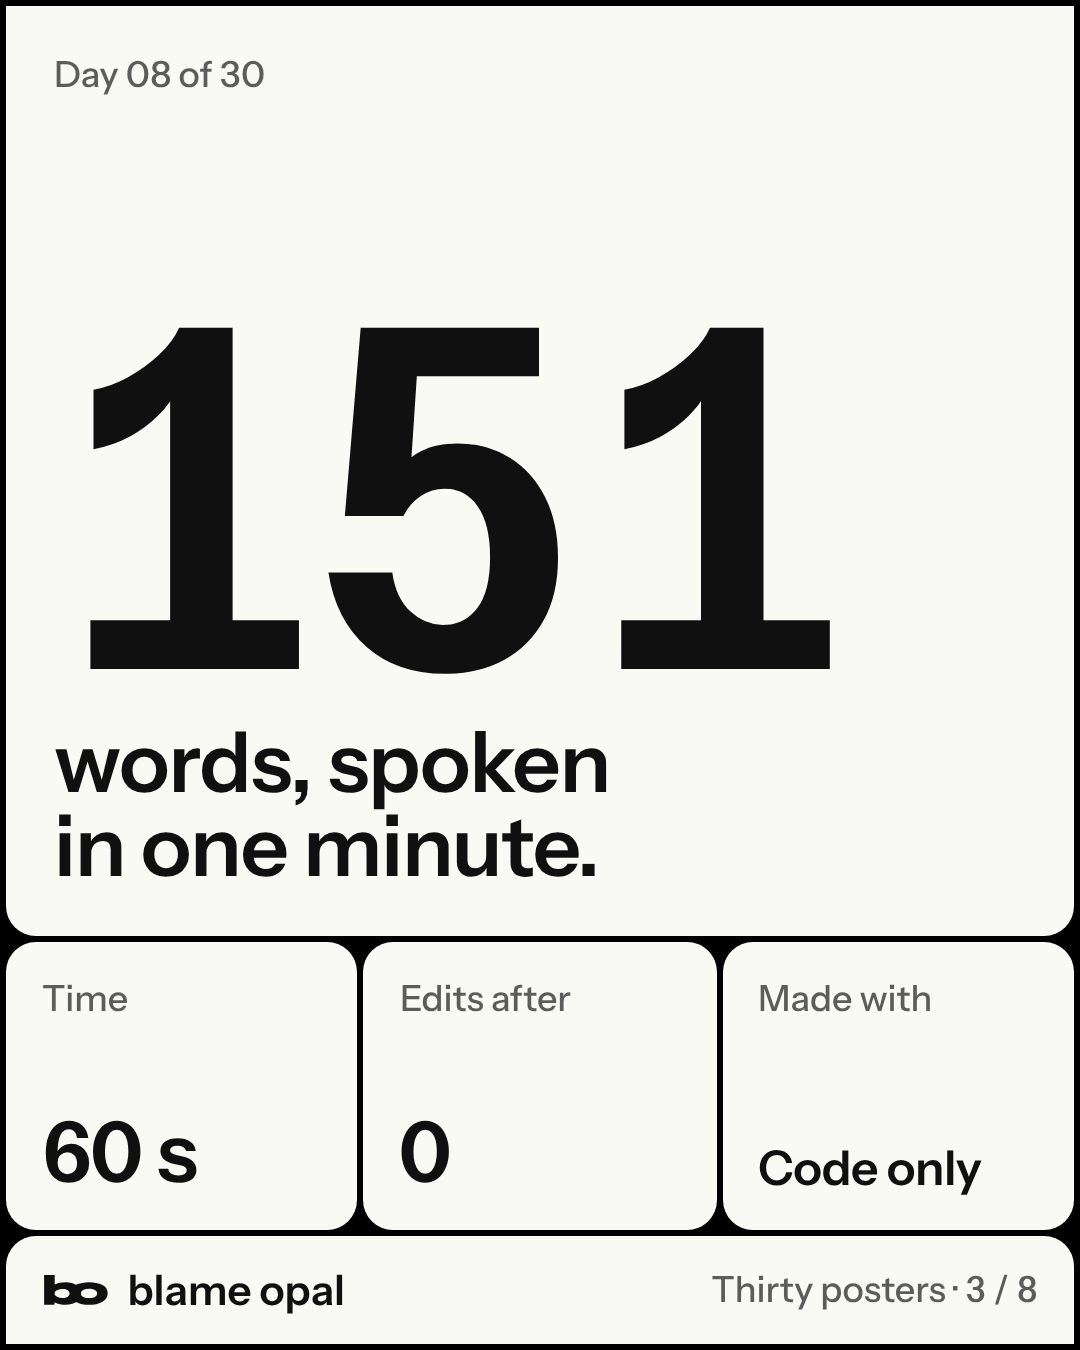 Day 08 of 30
151
words, spoken
in one minute.
Time
60 s
Edits after
0
Made with
Code only
bo blame opal
Thirty posters · 3 / 8